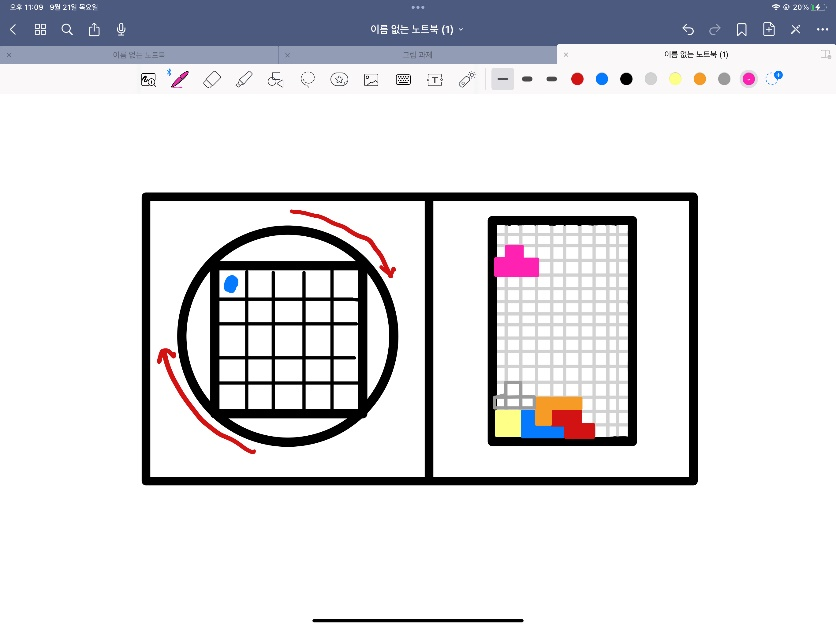 오후 11:09 9월 21일 목요일
20%
이름 없는 노트북 (1)
이름 없는 노트북
그림 과제
이름 없는 노트북 (1)
T